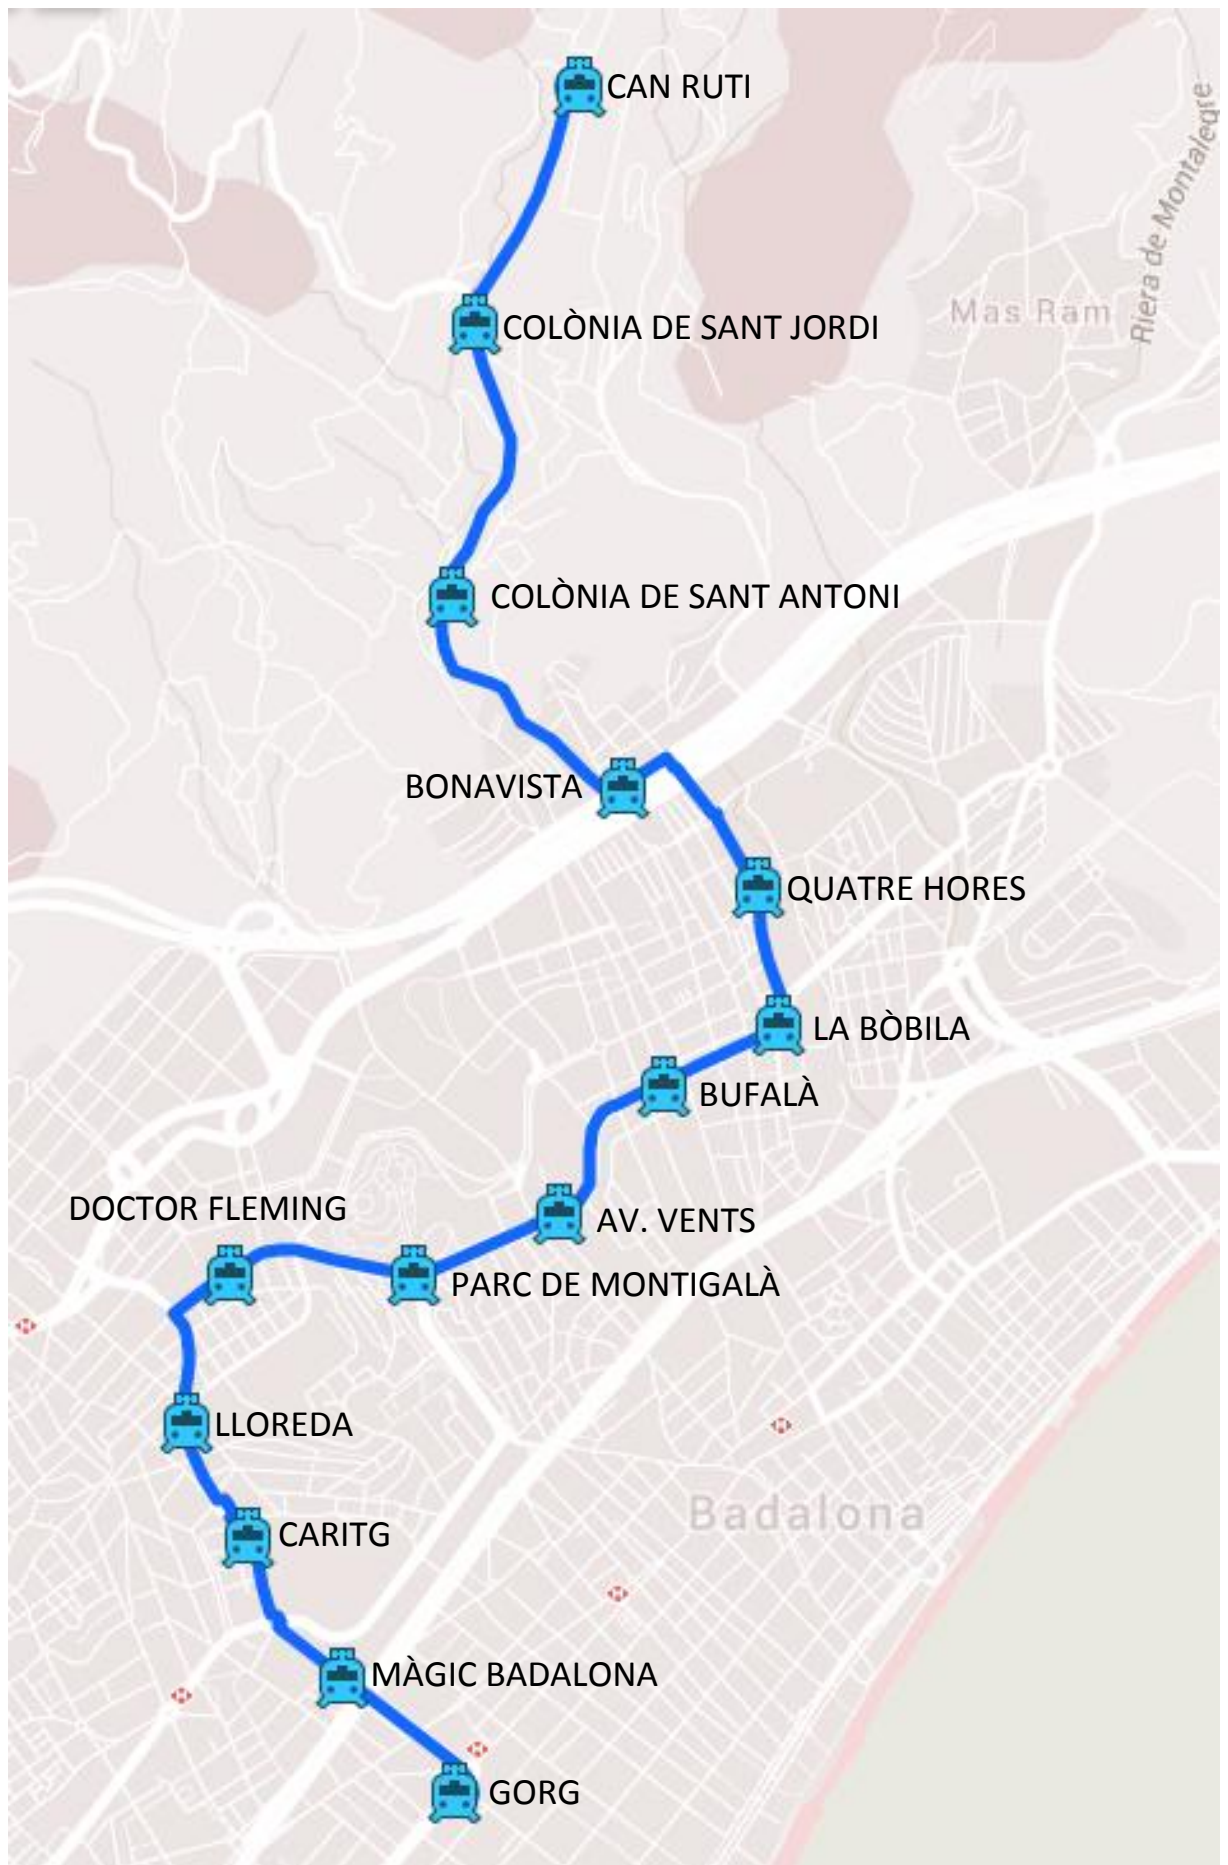 CAN RUTI
Riera de Montalegre
Mas Ram
COLÒNIA DE SANT JORDI
COLÒNIA DE SANT ANTONI
BONAVISTA
QUATRE HORES
LA BÒBILA
BUFALÀ
DOCTOR FLEMING
AV. VENTS
PARC DE MONTIGALÀ
LLOREDA
Badalona
CARITG
MÀGIC BADALONA
GORG